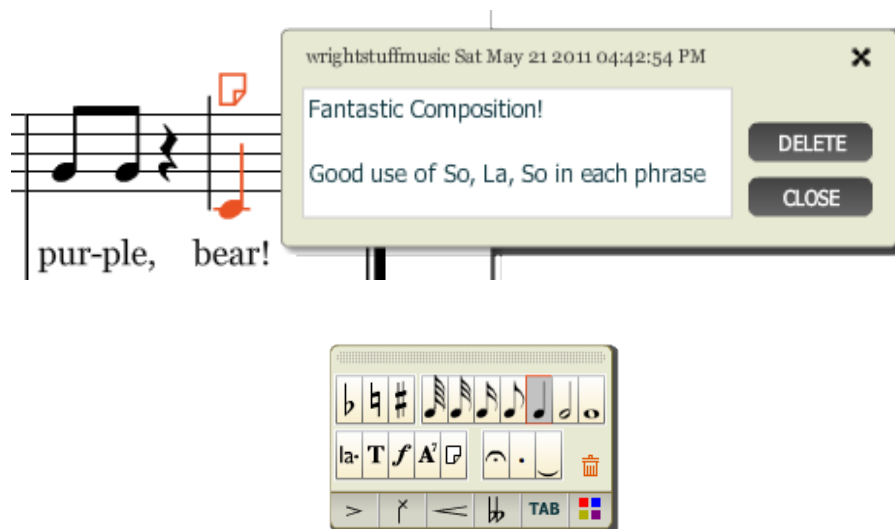 wrightstuffmusic Sat May 21 2011 04:42:54 PM
Fantastic Composition!
Good use of So, La, So in each phrase
DELETE
CLOSE
pur-ple, bear!
la- T f A7
TAB